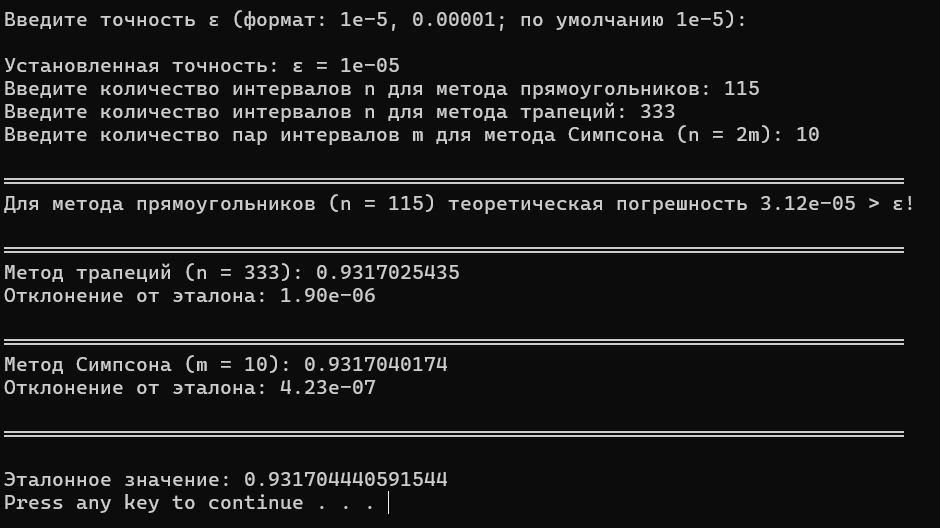 Введите точность ε (формат: 1e-5, 0.00001; по умолчанию 1e-5):
Установленная точность: ε = 1e-05
Введите количество интервалов n для метода прямоугольников: 115
Введите количество интервалов n для метода трапеций: 333
Введите количество пар интервалов m для метода Симпсона (n = 2m): 10
Для метода прямоугольников (n = 115) теоретическая погрешность 3.12e-05 > ε!
Метод трапеций (n = 333): 0.9317025435
Отклонение от эталона: 1.90e-06
Метод Симпсона (m = 10): 0.9317040174
Отклонение от эталона: 4.23e-07
Эталонное значение: 0.931704440591544
Press any key to continue . . .